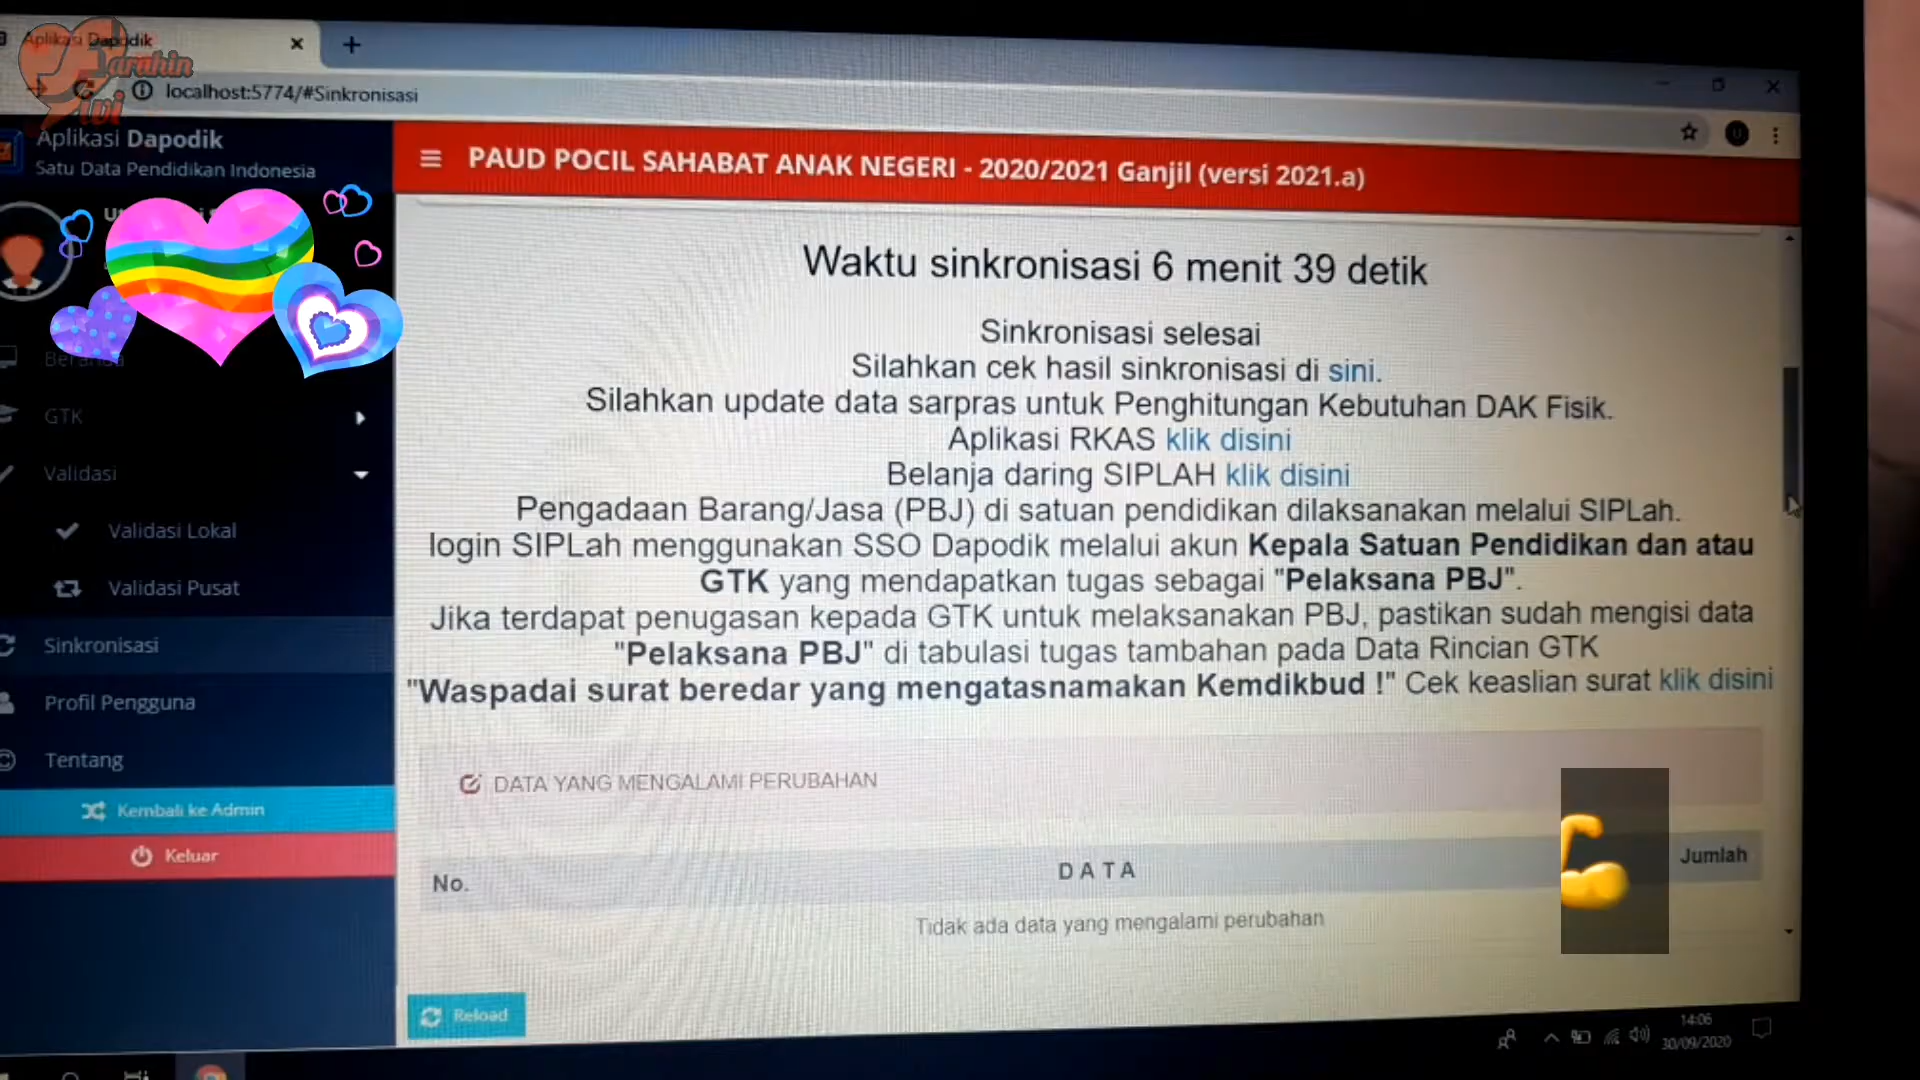 Aplikasi Dapodik
localhost:5774/#Sinkronisasi
Aplikasi Dapodik
Satu Data Pendidikan Indonesia
PAUD POCIL SAHABAT ANAK NEGERI - 2020/2021 Ganjil (versi 2021.a)
GTK
Validasi
Validasi Lokal
Validasi Pusat
Sinkronisasi
Profil Pengguna
Tentang
Kembali ke Admin
Keluar
Waktu sinkronisasi 6 menit 39 detik
Sinkronisasi selesai
Silahkan cek hasil sinkronisasi di sini.
Silahkan update data sarpras untuk Penghitungan Kebutuhan DAK Fisik.
Aplikasi RKAS klik disini
Belanja daring SIPLAH klik disini
Pengadaan Barang/Jasa (PBJ) di satuan pendidikan dilaksanakan melalui SIPLah.
login SIPLah menggunakan SSO Dapodik melalui akun Kepala Satuan Pendidikan dan atau
GTK yang mendapatkan tugas sebagai "Pelaksana PBJ".
Jika terdapat penugasan kepada GTK untuk melaksanakan PBJ, pastikan sudah mengisi data
"Pelaksana PBJ" di tabulasi tugas tambahan pada Data Rincian GTK
"Waspadai surat beredar yang mengatasnamakan Kemdikbud !" Cek keaslian surat klik disini
DATA YANG MENGALAMI PERUBAHAN
No. DATA Jumlah
Tidak ada data yang mengalami perubahan
Reload
14:06
30/09/2020